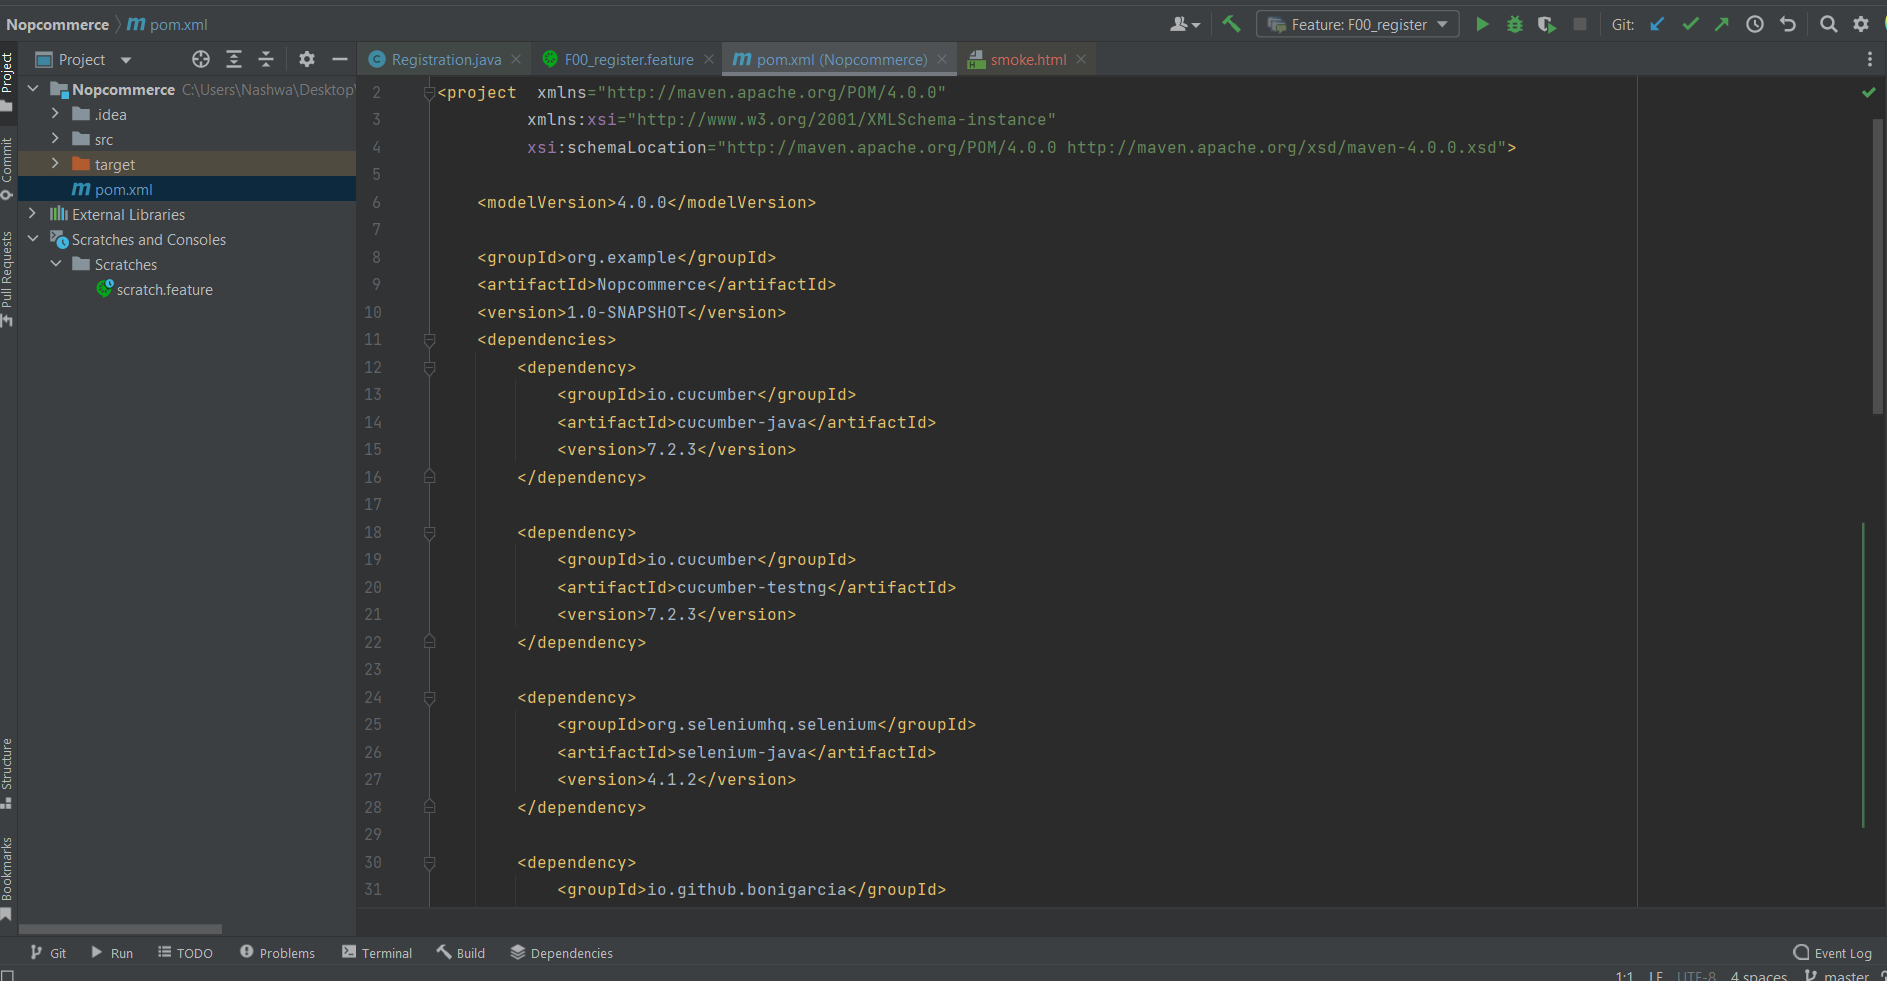 Nopcommerce pom.xml
Feature: F00_register
Git:
Project
Registration.java
F00_register.feature
pom.xml (Nopcommerce)
smoke.html
Project
Commit
Pull Requests
Structure
Bookmarks
Nopcommerce C:\Users\Nashwa\Desktop\
.idea
src
target
pom.xml
External Libraries
Scratches and Consoles
Scratches
scratch.feature
2 <project xmlns="http://maven.apache.org/POM/4.0.0"
3 xmlns:xsi="http://www.w3.org/2001/XMLSchema-instance"
4 xsi:schemaLocation="http://maven.apache.org/POM/4.0.0 http://maven.apache.org/xsd/maven-4.0.0.xsd">
5
6 <modelVersion>4.0.0</modelVersion>
7
8 <groupId>org.example</groupId>
9 <artifactId>Nopcommerce</artifactId>
10 <version>1.0-SNAPSHOT</version>
11 <dependencies>
12 <dependency>
13 <groupId>io.cucumber</groupId>
14 <artifactId>cucumber-java</artifactId>
15 <version>7.2.3</version>
16 </dependency>
17
18 <dependency>
19 <groupId>io.cucumber</groupId>
20 <artifactId>cucumber-testng</artifactId>
21 <version>7.2.3</version>
22 </dependency>
23
24 <dependency>
25 <groupId>org.seleniumhq.selenium</groupId>
26 <artifactId>selenium-java</artifactId>
27 <version>4.1.2</version>
28 </dependency>
29
30 <dependency>
31 <groupId>io.github.bonigarcia</groupId>
Git
Run
TODO
Problems
Terminal
Build
Dependencies
Event Log
1:1 LF UTF-8 4 spaces master